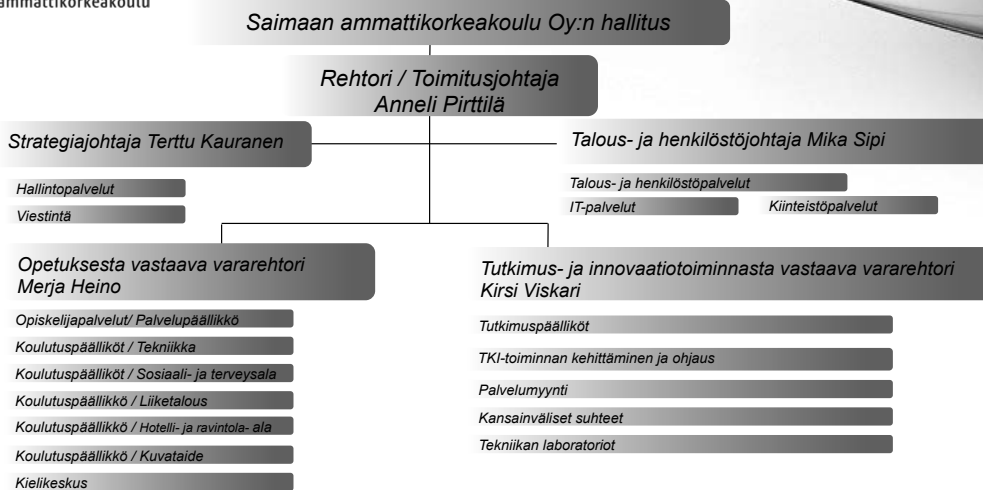 ammattikorkeakoulu
Saimaan ammattikorkeakoulu Oy:n hallitus
Rehtori / Toimitusjohtaja
Anneli Pirttilä
Strategiajohtaja Terttu Kauranen
Hallintopalvelut
Viestintä
Talous- ja henkilöstöjohtaja Mika Sipi
Talous- ja henkilöstöpalvelut
IT-palvelut
Kiinteistöpalvelut
Opetuksesta vastaava vararehtori
Merja Heino
Opiskelijapalvelut/ Palvelupäällikkö
Koulutuspäälliköt / Tekniikka
Koulutuspäälliköt / Sosiaali- ja terveysala
Koulutuspäällikkö / Liiketalous
Koulutuspäällikkö / Hotelli- ja ravintola- ala
Koulutuspäällikkö / Kuvataide
Kielikeskus
Tutkimus- ja innovaatiotoiminnasta vastaava vararehtori
Kirsi Viskari
Tutkimuspäälliköt
TKI-toiminnan kehittäminen ja ohjaus
Palvelumyynti
Kansainväliset suhteet
Tekniikan laboratoriot